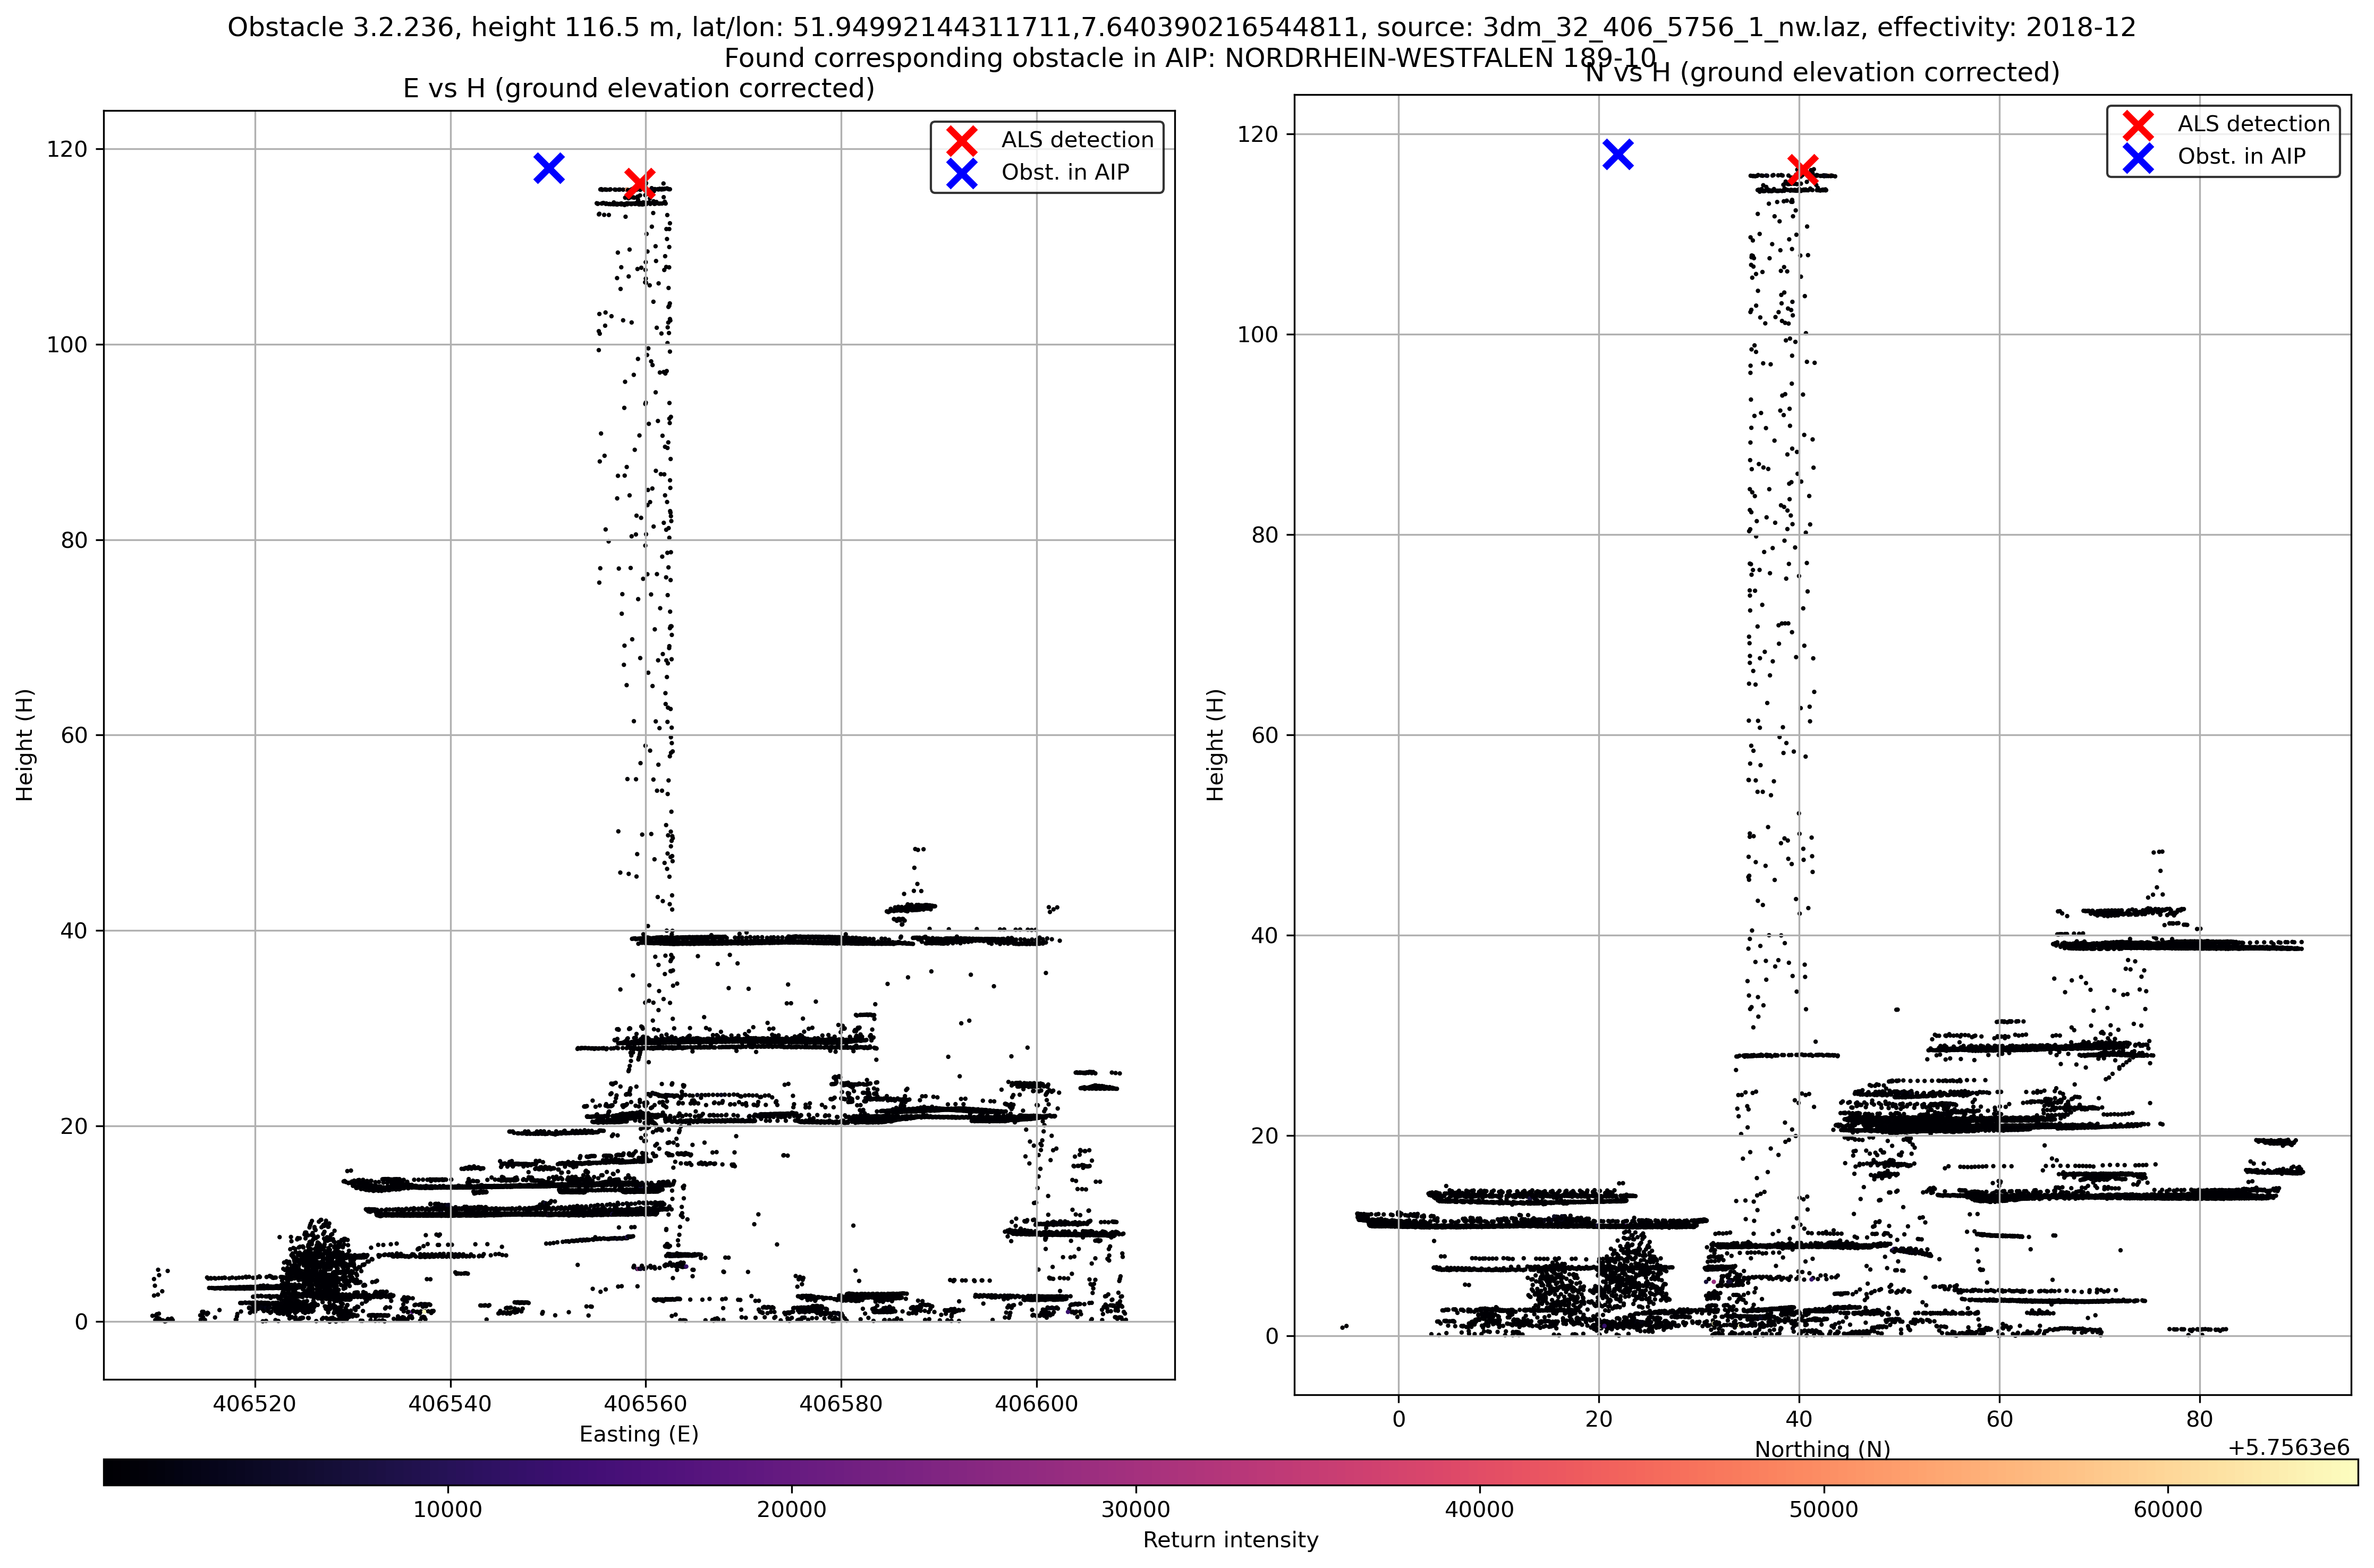 Obstacle 3.2.236, height 116.5 m, lat/lon: 51.94992144311711,7.640390216544811, source: 3dm_32_406_5756_1_nw.laz, effectivity: 2018-12
Found corresponding obstacle in AIP: NORDRHEIN-WESTFALEN 189-10
E vs H (ground elevation corrected)
N vs H (ground elevation corrected)
ALS detection
Obst. in AIP
ALS detection
Obst. in AIP
120
100
80
60
40
20
0
Height (H)
406520
406540
406560
406580
406600
Easting (E)
120
100
80
60
40
20
0
Height (H)
0
20
40
60
80
+5.7563e6
Northing (N)
10000
20000
30000
40000
50000
60000
Return intensity